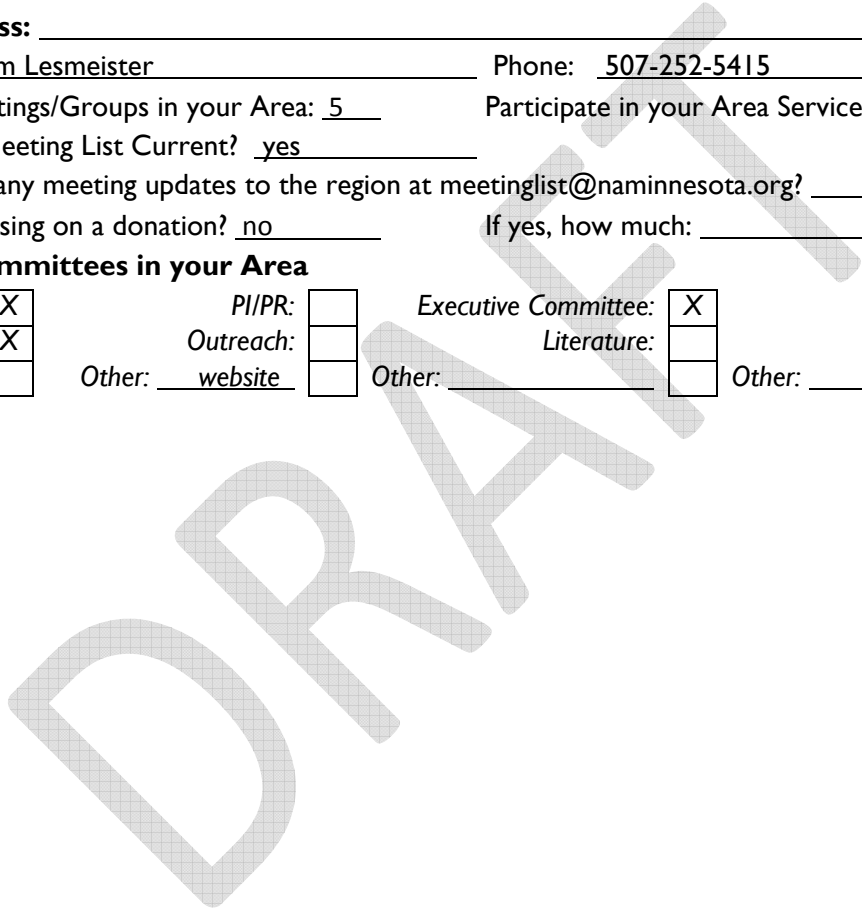 ss:
m Lesmeister Phone: 507-252-5415
tings/Groups in your Area: 5 Participate in your Area Service
eeting List Current? yes
any meeting updates to the region at meetinglist@naminnesota.org?
sing on a donation? no If yes, how much:
mmittees in your Area
X PI/PR: Executive Committee: X
X Outreach: Literature:
Other: website Other: Other:
DRAFT